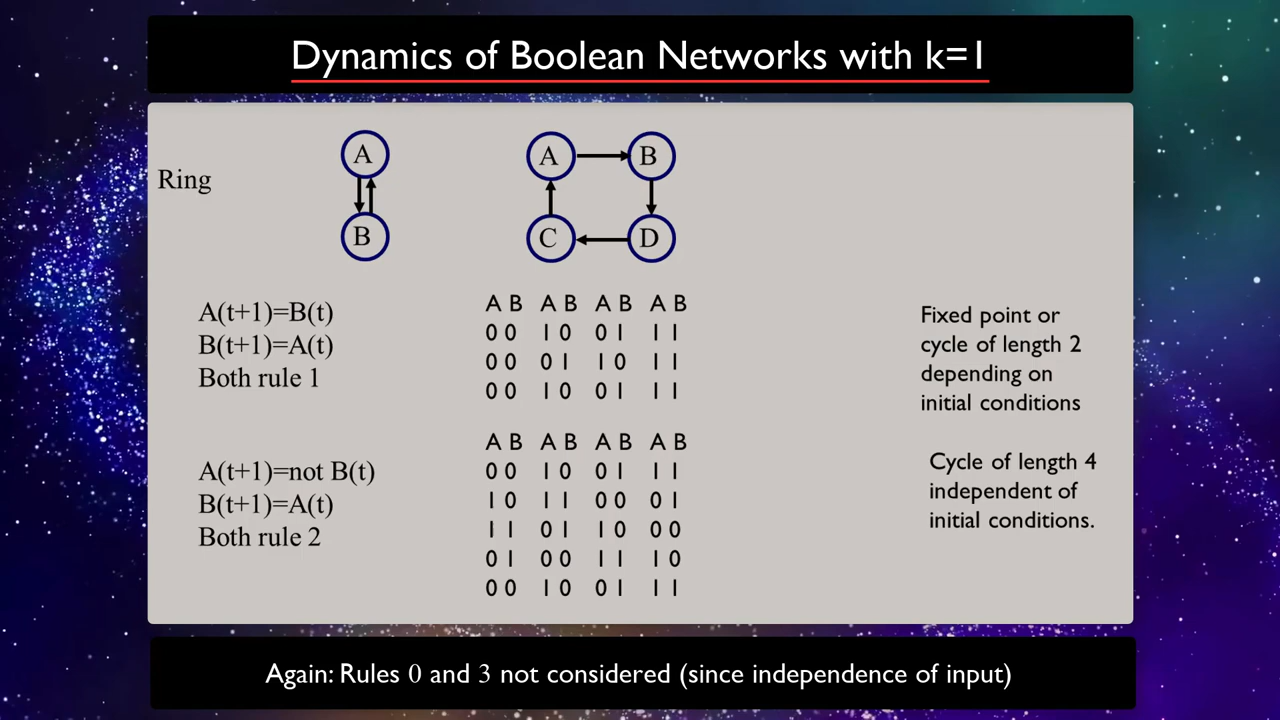 Dynamics of Boolean Networks with k=1
Ring
A
B
A
B
C
D
A(t+1)=B(t)
B(t+1)=A(t)
Both rule 1
A B A B A B A B
0 0 1 0 0 1 1 1
0 0 0 1 1 0 1 1
0 0 1 0 0 1 1 1
Fixed point or
cycle of length 2
depending on
initial conditions
A(t+1)=not B(t)
B(t+1)=A(t)
Both rule 2
A B A B A B A B
0 0 1 0 0 1 1 1
1 0 1 1 0 0 0 1
1 1 0 1 1 0 0 0
0 1 0 0 1 1 1 0
0 0 1 0 0 1 1 1
Cycle of length 4
independent of
initial conditions.
Again: Rules 0 and 3 not considered (since independence of input)